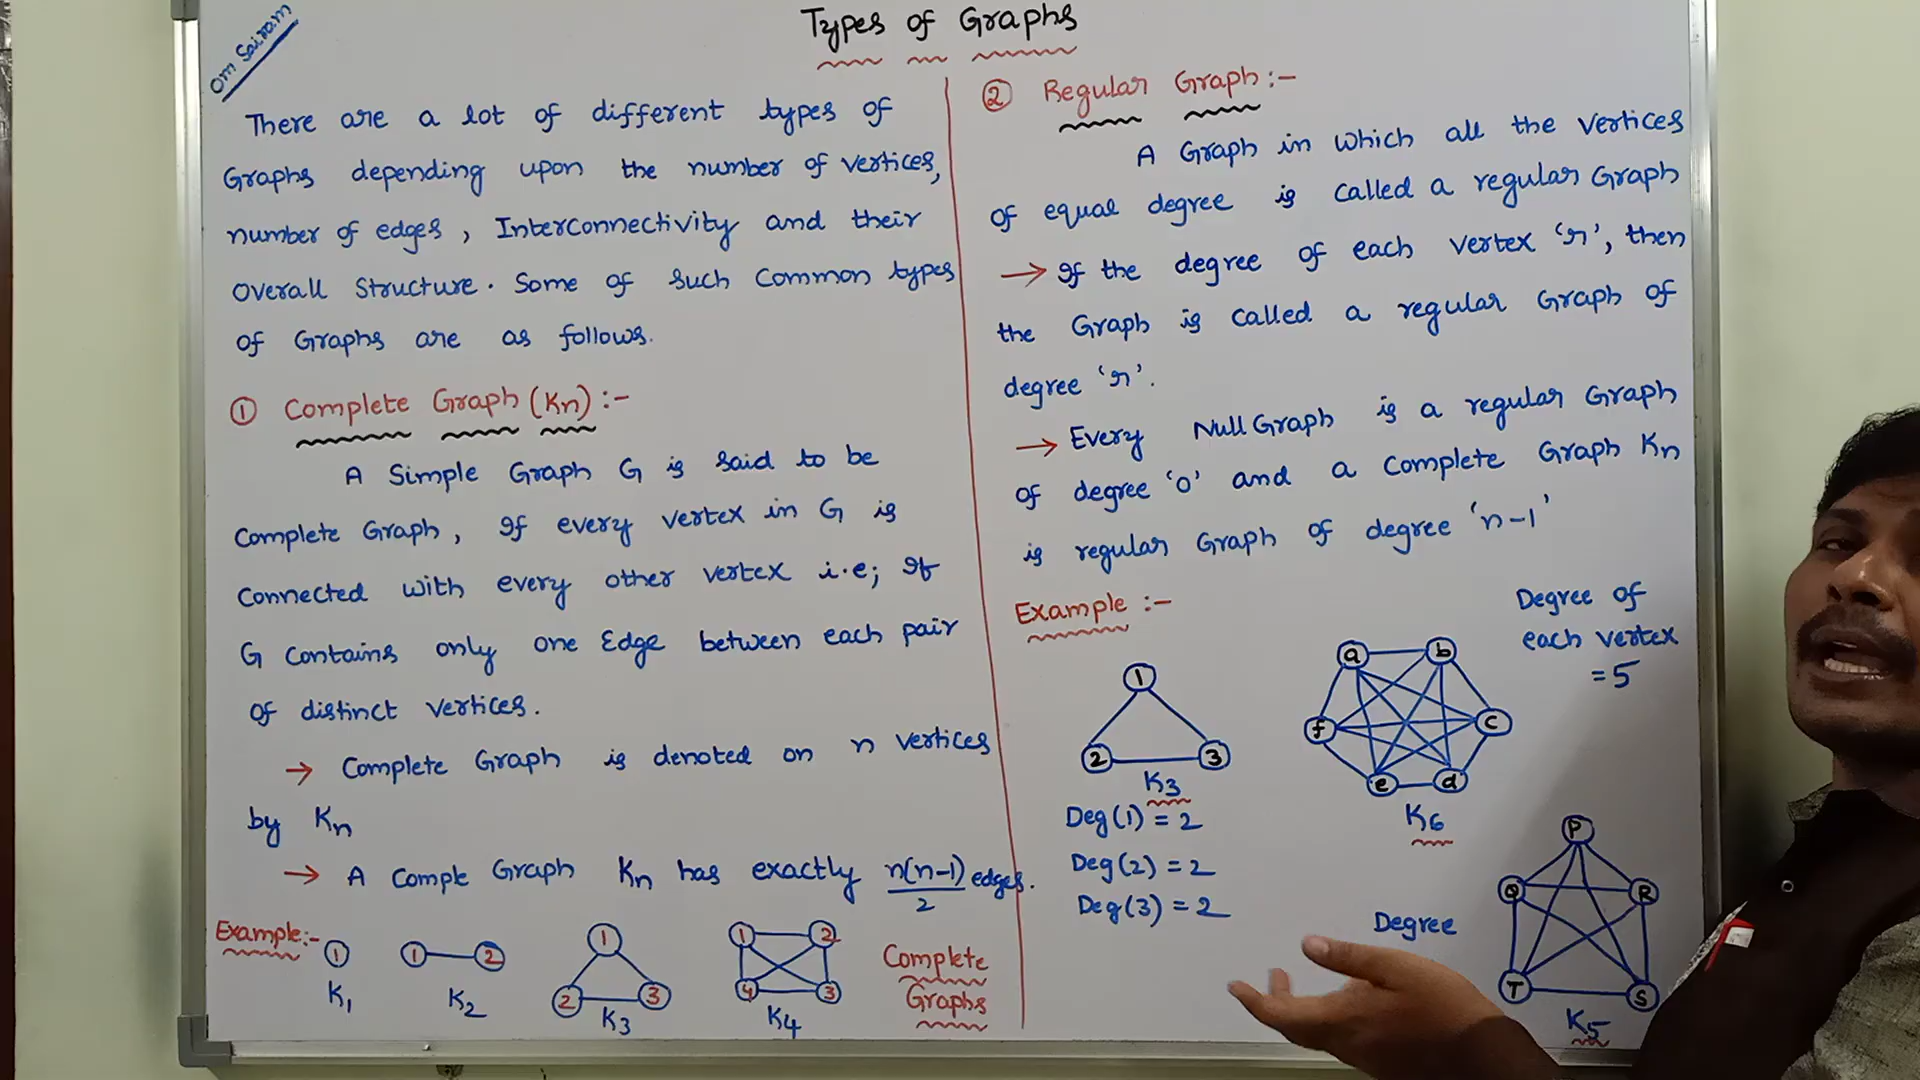 Om Sairam
Types of Graphs
There are a lot of different types of
Graphs depending upon the number of vertices,
number of edges, Interconnectivity and their
Overall Structure. Some of such Common types
of Graphs are as follows.
① Complete Graph (Kn) :-
A Simple Graph G is said to be
Complete Graph, If every vertex in G is
Connected with every other vertex i.e; If
G contains only one Edge between each pair
of distinct vertices.
→ Complete Graph is denoted on n vertices
by Kn
→ A Comple Graph Kn has exactly n(n-1)/2 edges.
Example:-
1
K1
1 2
K2
1
2 3
K3
1 2
4 3
K4
Complete
Graphs
② Regular Graph :-
A Graph in which all the vertices
of equal degree is called a regular Graph
→ If the degree of each vertex 'r', then
the Graph is called a regular Graph of
degree 'r'.
→ Every Null Graph is a regular Graph
of degree '0' and a Complete Graph Kn
is regular Graph of degree 'n-1'
Example :-
1
2 3
K3
Deg(1) = 2
Deg(2) = 2
Deg(3) = 2
a b
f c
e d
K6
Degree of
each vertex
= 5
Degree
P
Q R
T S
K5